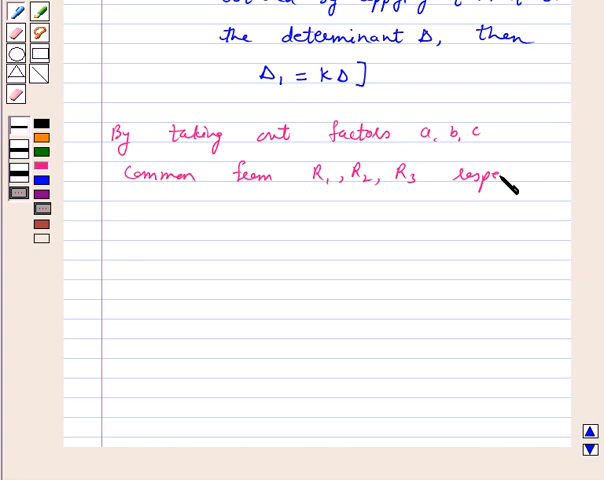 the determinant Δ, then
Δ₁ = KΔ]
By taking out factors a, b, c
common from R₁, R₂, R₃ respe